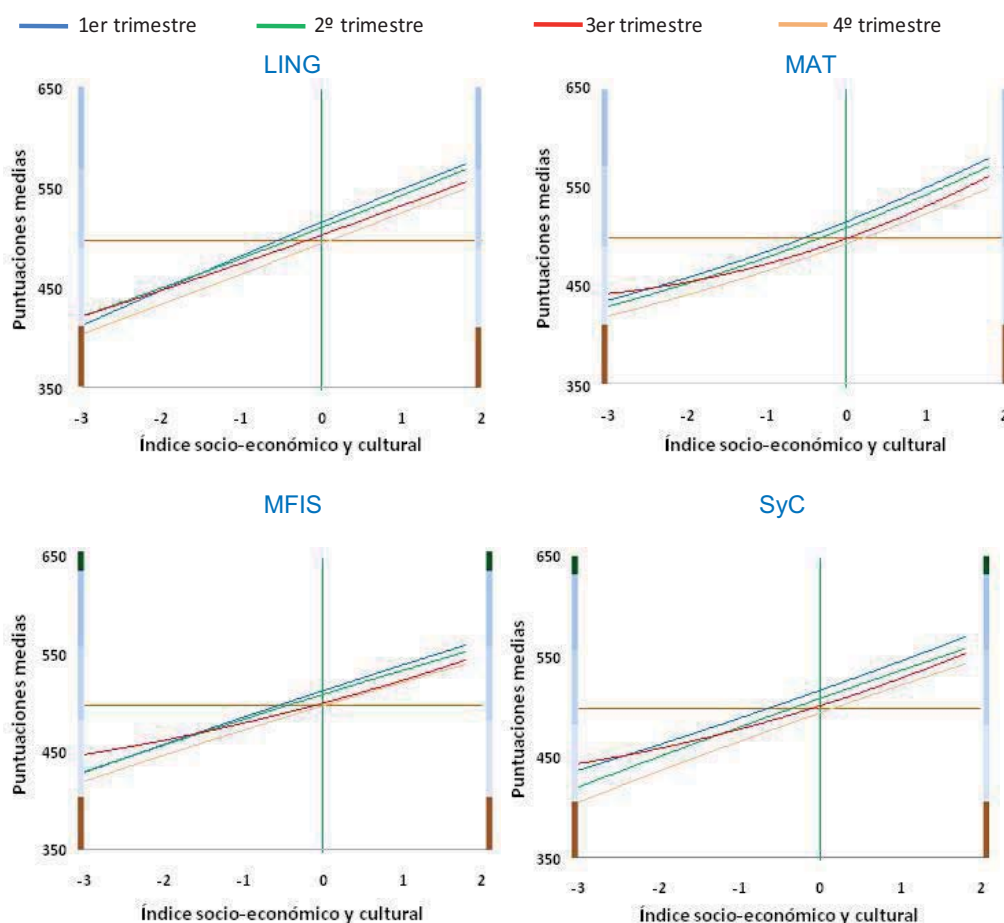 1er trimestre 2º trimestre 3er trimestre 4º trimestre
LING
650
550
450
350
Puntuaciones medias
-3 -2 -1 0 1 2
Índice socio-económico y cultural
MAT
650
550
450
350
Puntuaciones medias
-3 -2 -1 0 1 2
Índice socio-económico y cultural
MFIS
650
550
450
350
Puntuaciones medias
-3 -2 -1 0 1 2
Índice socio-económico y cultural
SyC
650
550
450
350
Puntuaciones medias
-3 -2 -1 0 1 2
Índice socio-económico y cultural